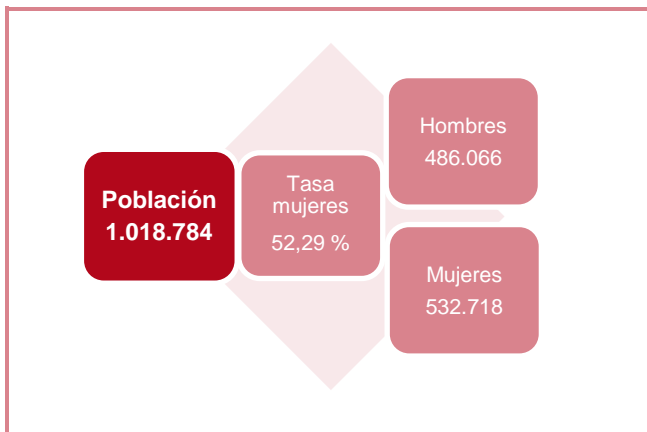 Población
1.018.784
Tasa
mujeres
52,29 %
Hombres
486.066
Mujeres
532.718